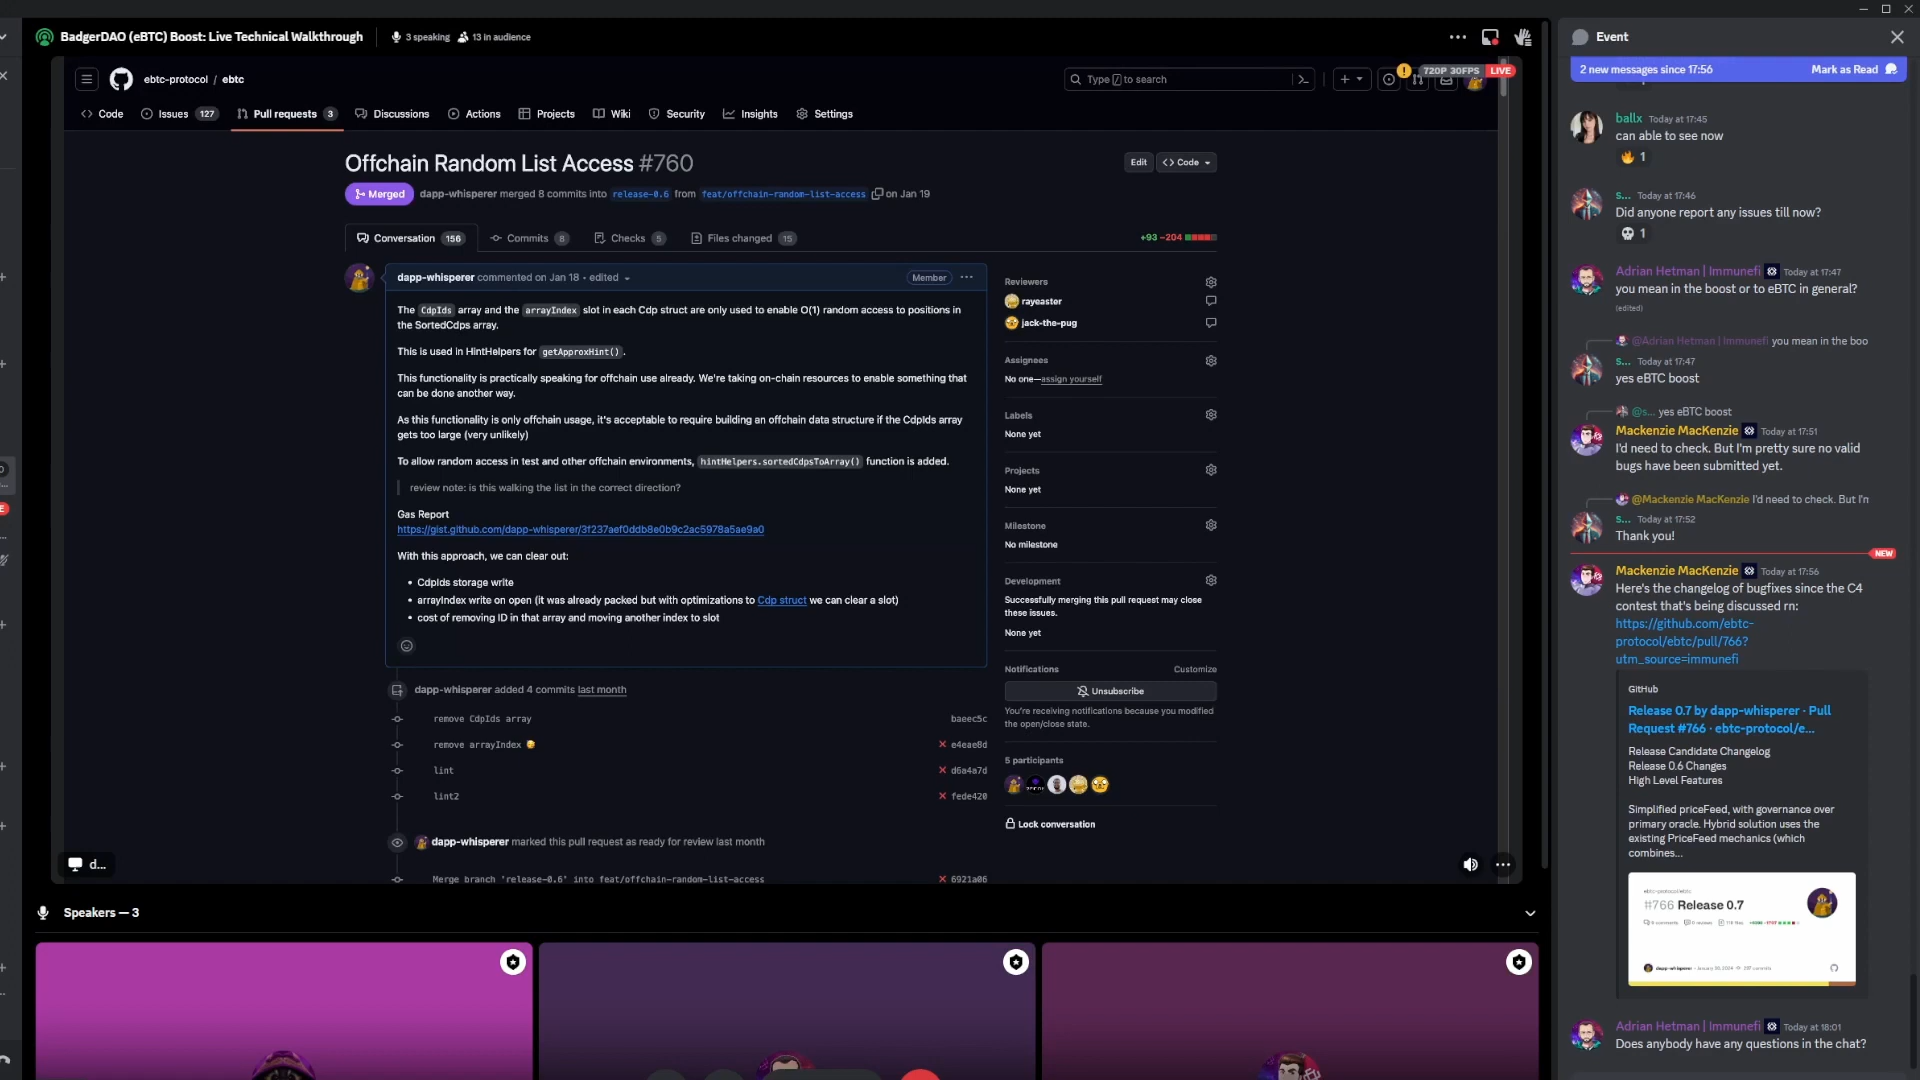 BadgerDAO (eBTC) Boost: Live Technical Walkthrough
3 speaking
13 in audience
ebtc-protocol / ebtc
Type / to search
720P 30FPS
LIVE
Code
Issues 127
Pull requests 3
Discussions
Actions
Projects
Wiki
Security
Insights
Settings
Offchain Random List Access #760
Edit
<> Code
Merged
dapp-whisperer merged 8 commits into release-0.6 from feat/offchain-random-list-access on Jan 19
Conversation 156
Commits 8
Checks 5
Files changed 15
+93 −204
dapp-whisperer commented on Jan 18 • edited
Member
The CdpIds array and the arrayIndex slot in each Cdp struct are only used to enable O(1) random access to positions in
the SortedCdps array.
This is used in HintHelpers for getApproxHint().
This functionality is practically speaking for offchain use already. We're taking on-chain resources to enable something that
can be done another way.
As this functionality is only offchain usage, it's acceptable to require building an offchain data structure if the CdpIds array
gets too large (very unlikely)
To allow random access in test and other offchain environments, hintHelpers.sortedCdpsToArray() function is added.
review note: is this walking the list in the correct direction?
Gas Report
https://gist.github.com/dapp-whisperer/3f237aef0ddb8e0b9c2ac5978a5ae9a0
With this approach, we can clear out:
• CdpIds storage write
• arrayIndex write on open (it was already packed but with optimizations to Cdp struct we can clear a slot)
• cost of removing ID in that array and moving another index to slot
dapp-whisperer added 4 commits last month
remove CdpIds array
baeec5c
remove arrayIndex
e4eae8d
lint
d6a4a7d
lint2
fede420
dapp-whisperer marked this pull request as ready for review last month
Merge branch 'release-0.6' into feat/offchain-random-list-access
6921a06
Reviewers
rayeaster
jack-the-pug
Assignees
No one—assign yourself
Labels
None yet
Projects
None yet
Milestone
No milestone
Development
Successfully merging this pull request may close
these issues.
None yet
Notifications
Customize
Unsubscribe
You're receiving notifications because you modified
the open/close state.
5 participants
Lock conversation
d...
Speakers — 3
Event
2 new messages since 17:56
Mark as Read
ballx Today at 17:45
can able to see now
1
s... Today at 17:46
Did anyone report any issues till now?
1
Adrian Hetman | Immunefi Today at 17:47
you mean in the boost or to eBTC in general?
(edited)
@Adrian Hetman | Immunefi you mean in the boo
s... Today at 17:47
yes eBTC boost
@s... yes eBTC boost
Mackenzie MacKenzie Today at 17:51
I'd need to check. But I'm pretty sure no valid
bugs have been submitted yet.
@Mackenzie MacKenzie I'd need to check. But I'm
s... Today at 17:52
Thank you!
NEW
Mackenzie MacKenzie Today at 17:56
Here's the changelog of bugfixes since the C4
contest that's being discussed rn:
https://github.com/ebtc-
protocol/ebtc/pull/766?
utm_source=immunefi
GitHub
Release 0.7 by dapp-whisperer · Pull
Request #766 · ebtc-protocol/e...
Release Candidate Changelog
Release 0.6 Changes
High Level Features
Simplified priceFeed, with governance over
primary oracle. Hybrid solution uses the
existing PriceFeed mechanics (which
combines...
ebtc-protocol/ebtc
#766 Release 0.7
Adrian Hetman | Immunefi Today at 18:01
Does anybody have any questions in the chat?